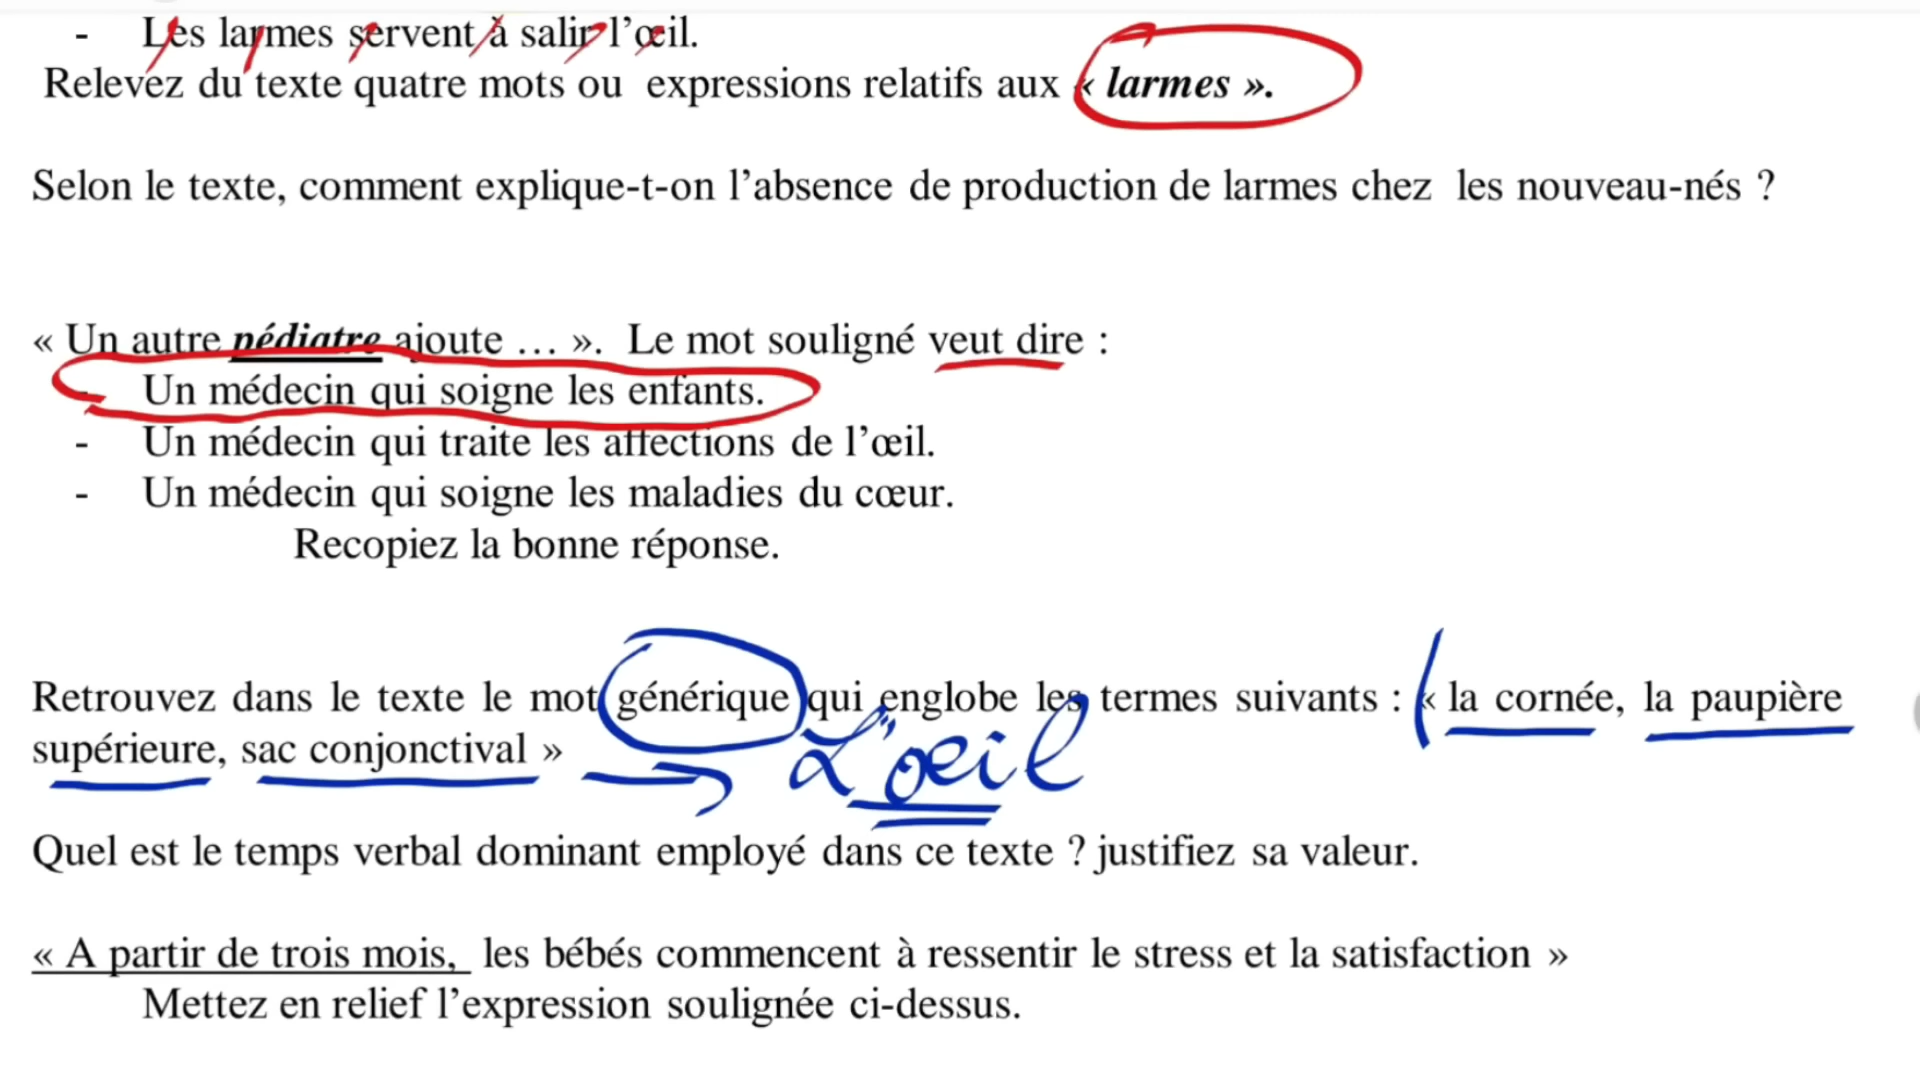 - Les larmes servent à salir l’œil.
Relevez du texte quatre mots ou expressions relatifs aux « larmes ».
Selon le texte, comment explique-t-on l’absence de production de larmes chez les nouveau-nés ?
« Un autre pédiatre ajoute … ». Le mot souligné veut dire :
- Un médecin qui soigne les enfants.
- Un médecin qui traite les affections de l’œil.
- Un médecin qui soigne les maladies du cœur.
Recopiez la bonne réponse.
Retrouvez dans le texte le mot générique qui englobe les termes suivants : « la cornée, la paupière
supérieure, sac conjonctival »
L'œil
Quel est le temps verbal dominant employé dans ce texte ? justifiez sa valeur.
« A partir de trois mois, les bébés commencent à ressentir le stress et la satisfaction »
Mettez en relief l’expression soulignée ci-dessus.